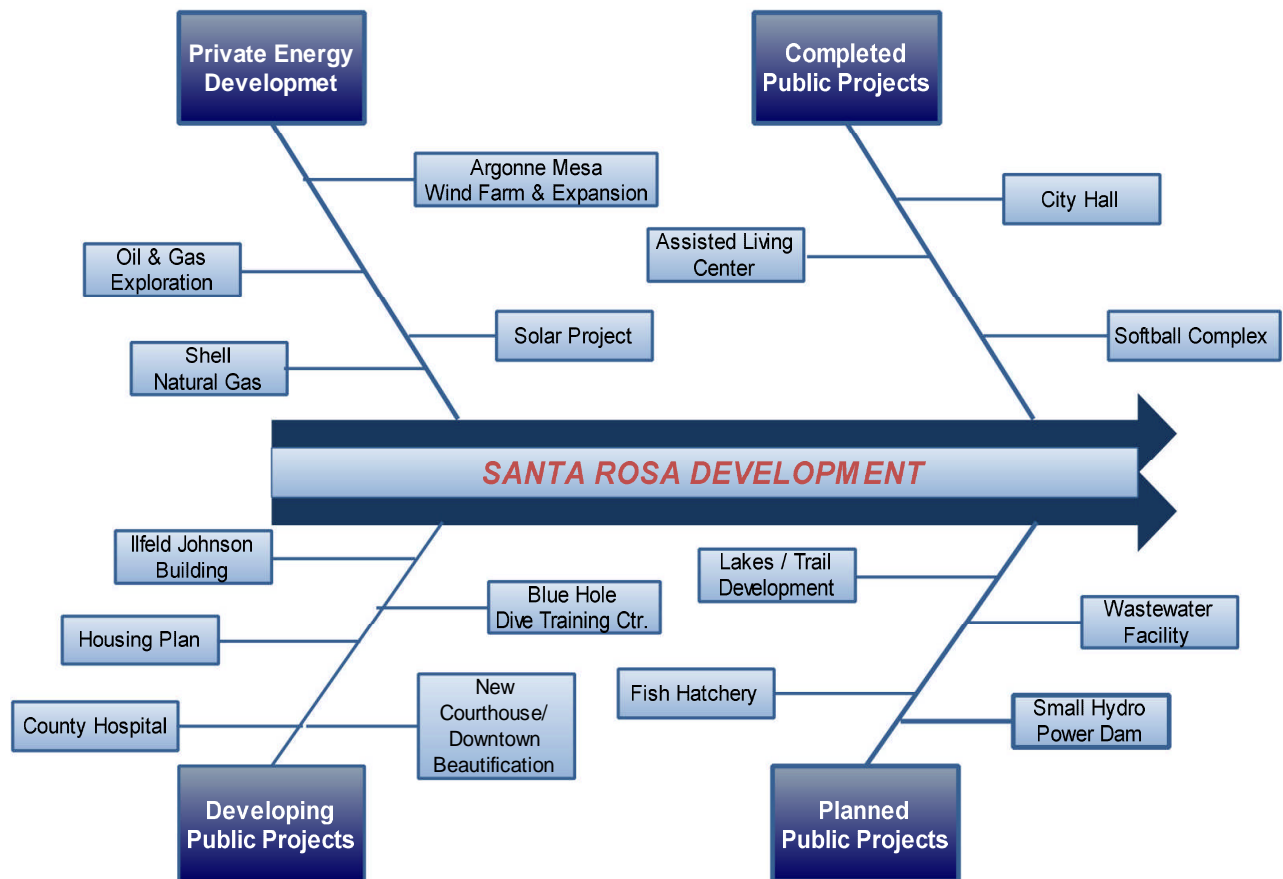 Private Energy
Developmet
Completed
Public Projects
Argonne Mesa
Wind Farm & Expansion
City Hall
Oil & Gas
Exploration
Assisted Living
Center
Solar Project
Softball Complex
Shell
Natural Gas
SANTA ROSA DEVELOPMENT
Ilfeld Johnson
Building
Lakes / Trail
Development
Blue Hole
Dive Training Ctr.
Wastewater
Facility
Housing Plan
Fish Hatchery
County Hospital
New
Courthouse/
Downtown
Beautification
Small Hydro
Power Dam
Developing
Public Projects
Planned
Public Projects